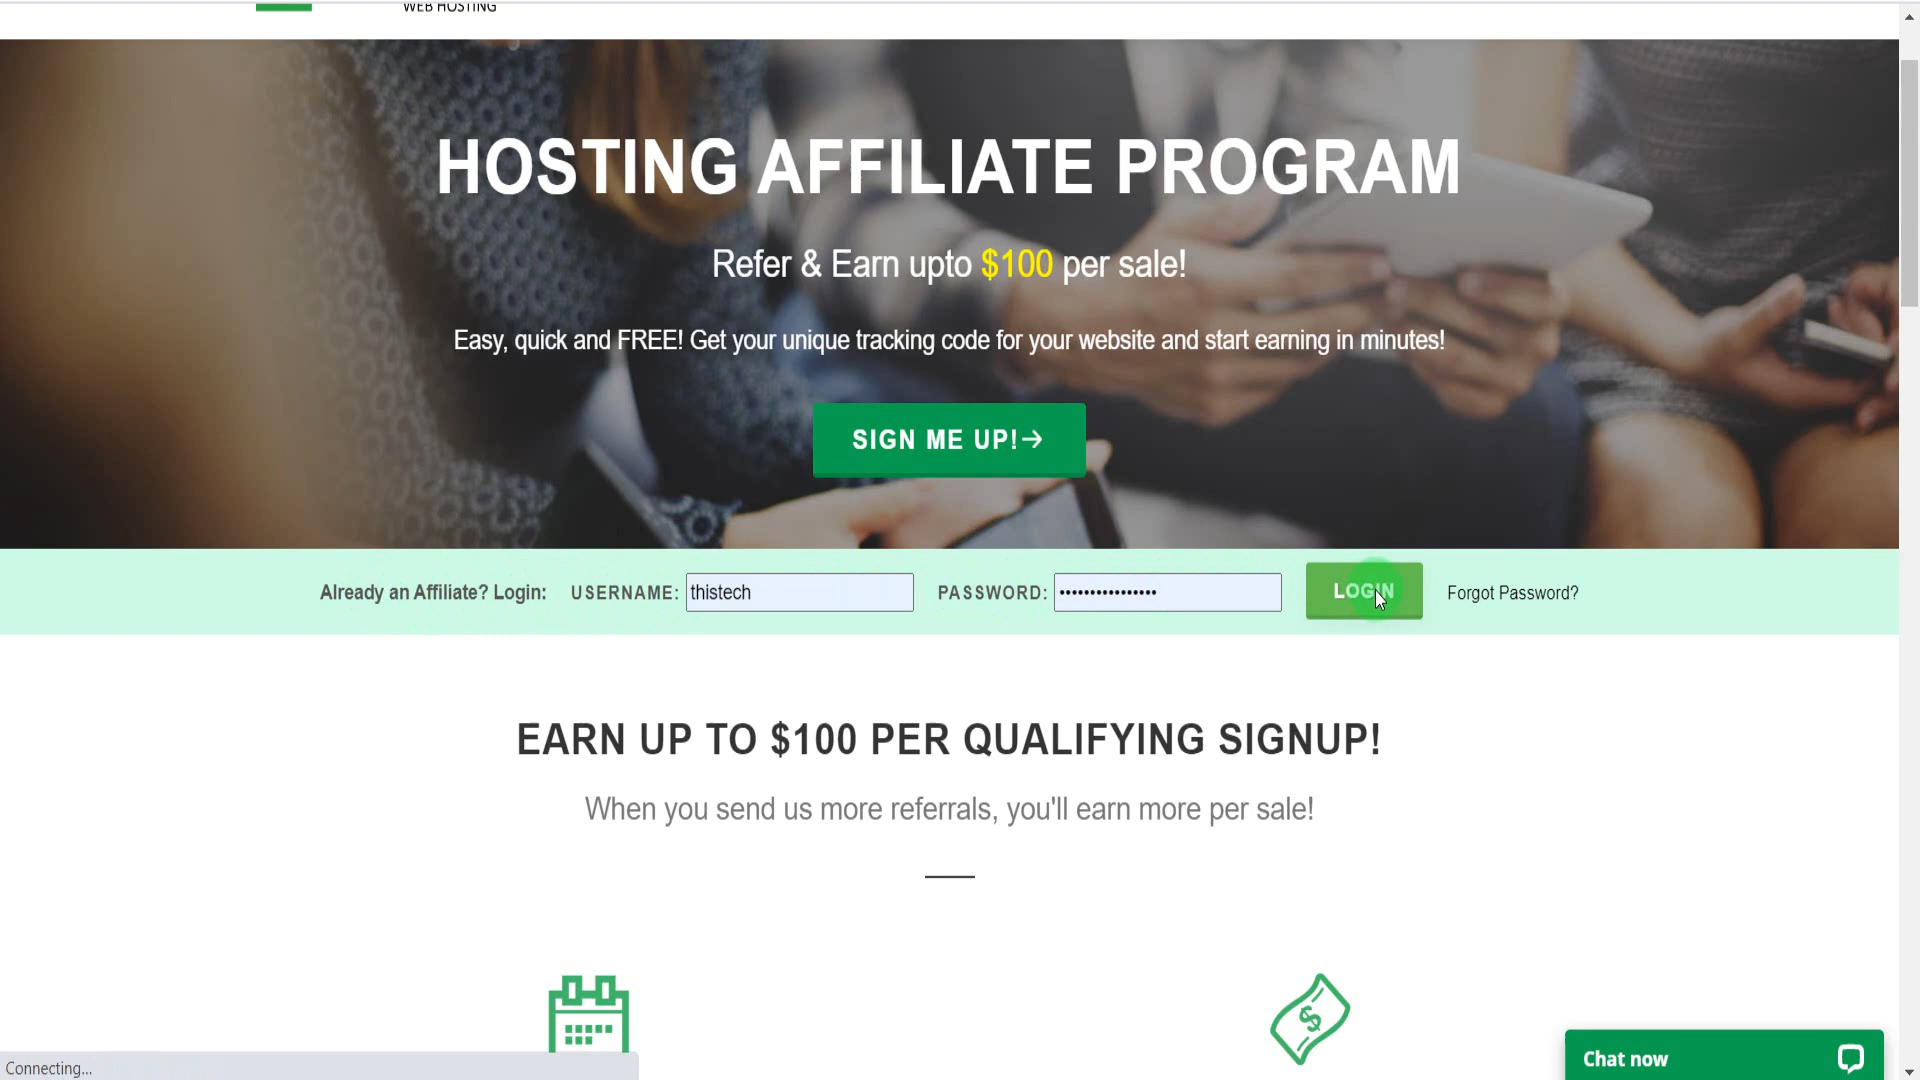 WEB HOSTING
HOSTING AFFILIATE PROGRAM
Refer & Earn upto $100 per sale!
Easy, quick and FREE! Get your unique tracking code for your website and start earning in minutes!
SIGN ME UP!→
Already an Affiliate? Login: USERNAME: thistech PASSWORD: •••••••••••••••• LOGIN Forgot Password?
EARN UP TO $100 PER QUALIFYING SIGNUP!
When you send us more referrals, you'll earn more per sale!
$
Chat now
Connecting...